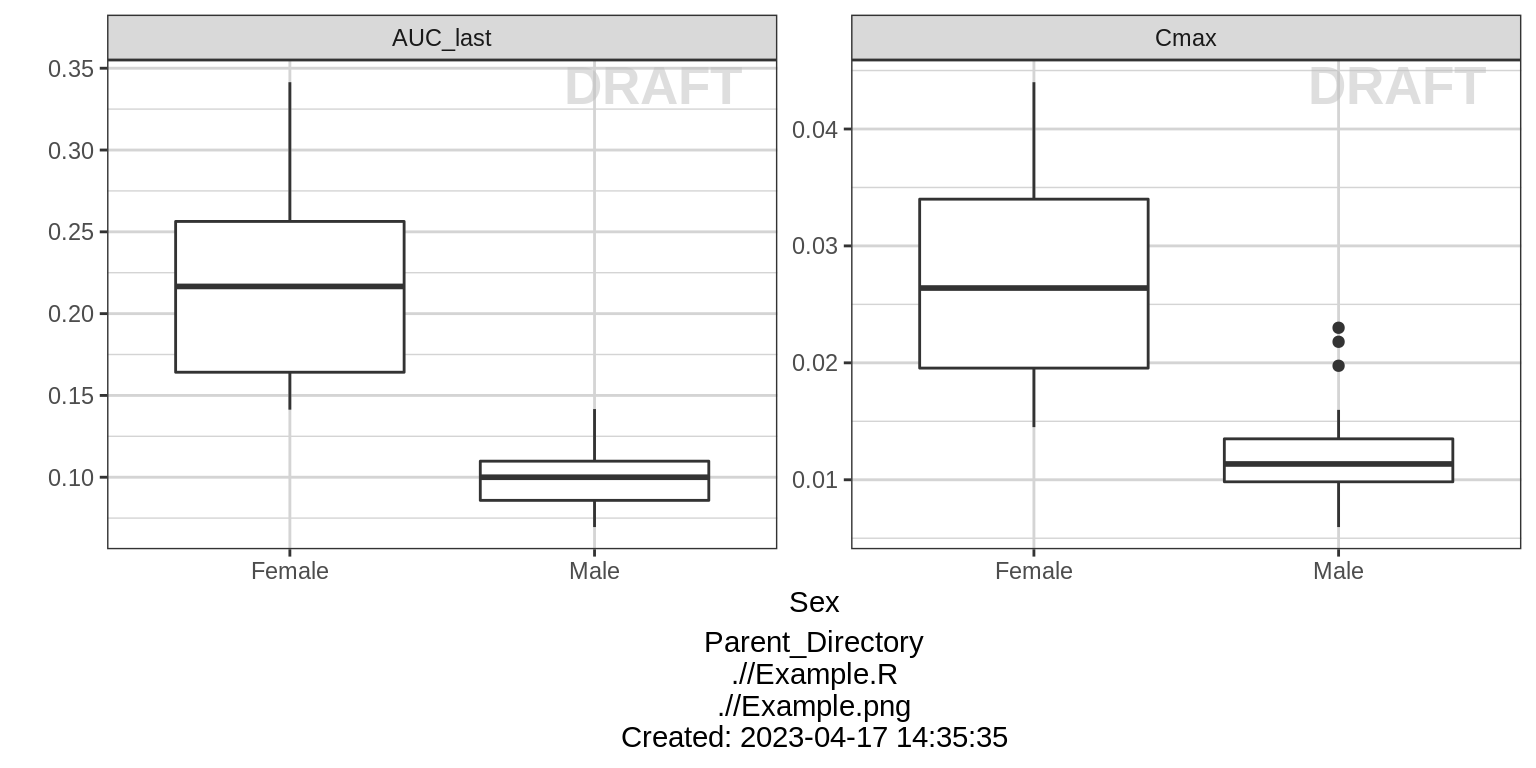 AUC_last
DRAFT
0.35
0.30
0.25
0.20
0.15
0.10
Female Male
Cmax
DRAFT
0.04
0.03
0.02
0.01
Female Male
Sex
Parent_Directory
.//Example.R
.//Example.png
Created: 2023-04-17 14:35:35